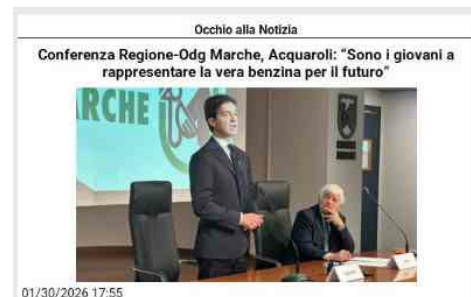 Occhio alla Notizia
Conferenza Regione-Odg Marche, Acquaroli: “Sono i giovani a
rappresentare la vera benzina per il futuro”
ARCHE
01/30/2026 17:55